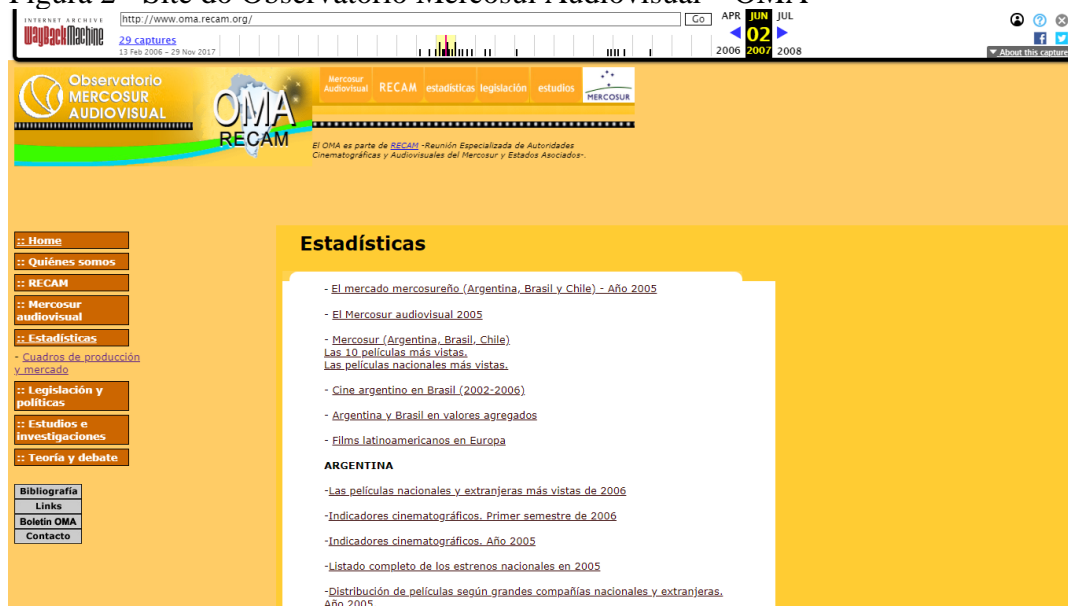 Figura 2 - Site do Observatório Mercosul Audiovisual – OMA
INTERNET ARCHIVE
WayBackMachine
http://www.oma.recam.org/
Go
APR JUN JUL
29 captures
02
13 Feb 2006 – 29 Nov 2017
2006 2007 2008
▼ About this capture
Observatorio
MERCOSUR
AUDIOVISUAL
OMA
RECAM
Mercosur
Audiovisual
RECAM
estadísticas
legislación
estudios
MERCOSUR
El OMA es parte de RECAM -Reunión Especializada de Autoridades
Cinematográficas y Audiovisuales del Mercosur y Estados Asociados-.
:: Home
:: Quiénes somos
:: RECAM
:: Mercosur
audiovisual
:: Estadísticas
- Cuadros de producción
y mercado
:: Legislación y
políticas
:: Estudios e
investigaciones
:: Teoría y debate
Bibliografía
Links
Boletin OMA
Contacto
Estadísticas
- El mercado mercosureño (Argentina, Brasil y Chile) - Año 2005
- El Mercosur audiovisual 2005
- Mercosur (Argentina, Brasil, Chile)
Las 10 películas más vistas.
Las películas nacionales más vistas.
- Cine argentino en Brasil (2002-2006)
- Argentina y Brasil en valores agregados
- Films latinoamericanos en Europa
ARGENTINA
-Las películas nacionales y extranjeras más vistas de 2006
-Indicadores cinematográficos. Primer semestre de 2006
-Indicadores cinematográficos. Año 2005
-Listado completo de los estrenos nacionales en 2005
-Distribución de películas según grandes compañías nacionales y extranjeras.
Año 2005